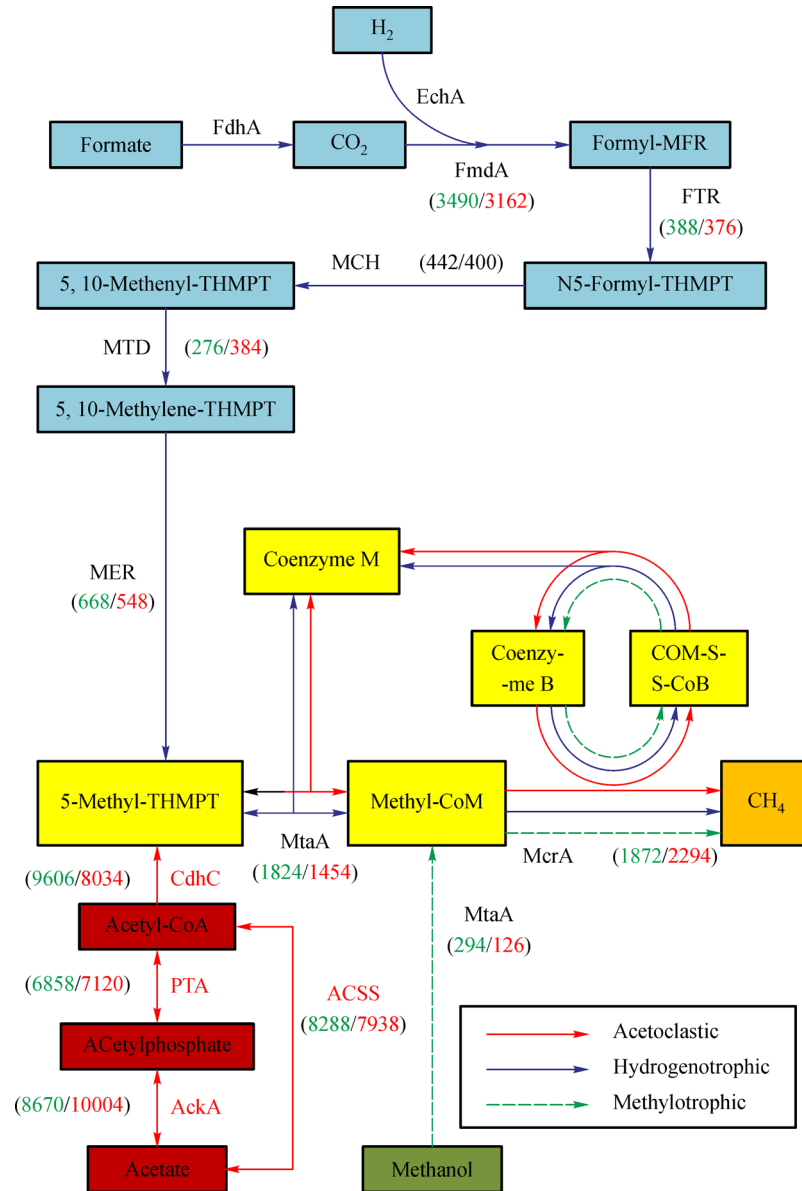 H2
EchA
Formate
FdhA
CO2
Formyl-MFR
FmdA
(3490/3162)
FTR
(388/376)
5, 10-Methenyl-THMPT
MCH (442/400)
N5-Formyl-THMPT
MTD (276/384)
5, 10-Methylene-THMPT
MER
(668/548)
Coenzyme M
Coenzy-
-me B
COM-S-
S-CoB
5-Methyl-THMPT
Methyl-CoM
CH4
MtaA
(1824/1454)
McrA (1872/2294)
(9606/8034) CdhC
Acetyl-CoA
MtaA
(294/126)
(6858/7120) PTA
ACSS
(8288/7938)
ACetylphosphate
(8670/10004) AckA
Acetate
Methanol
Acetoclastic
Hydrogenotrophic
Methylotrophic